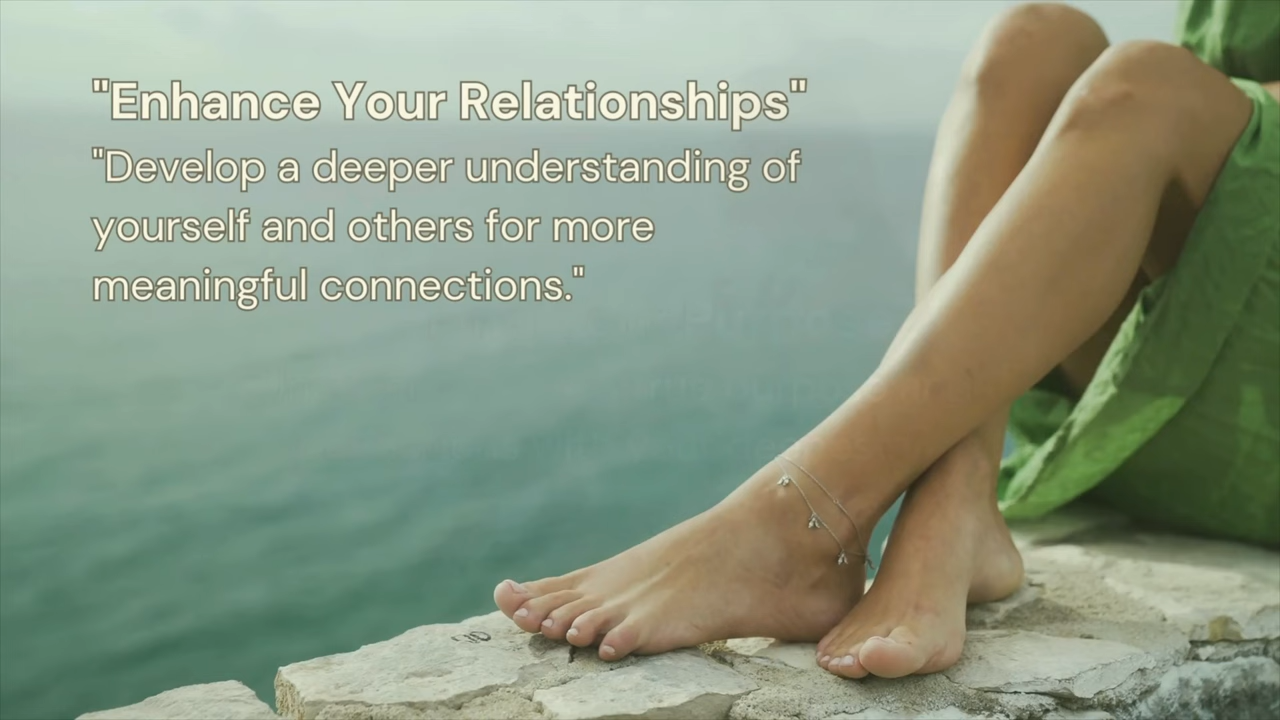 "Enhance Your Relationships"
"Develop a deeper understanding of
yourself and others for more
meaningful connections."